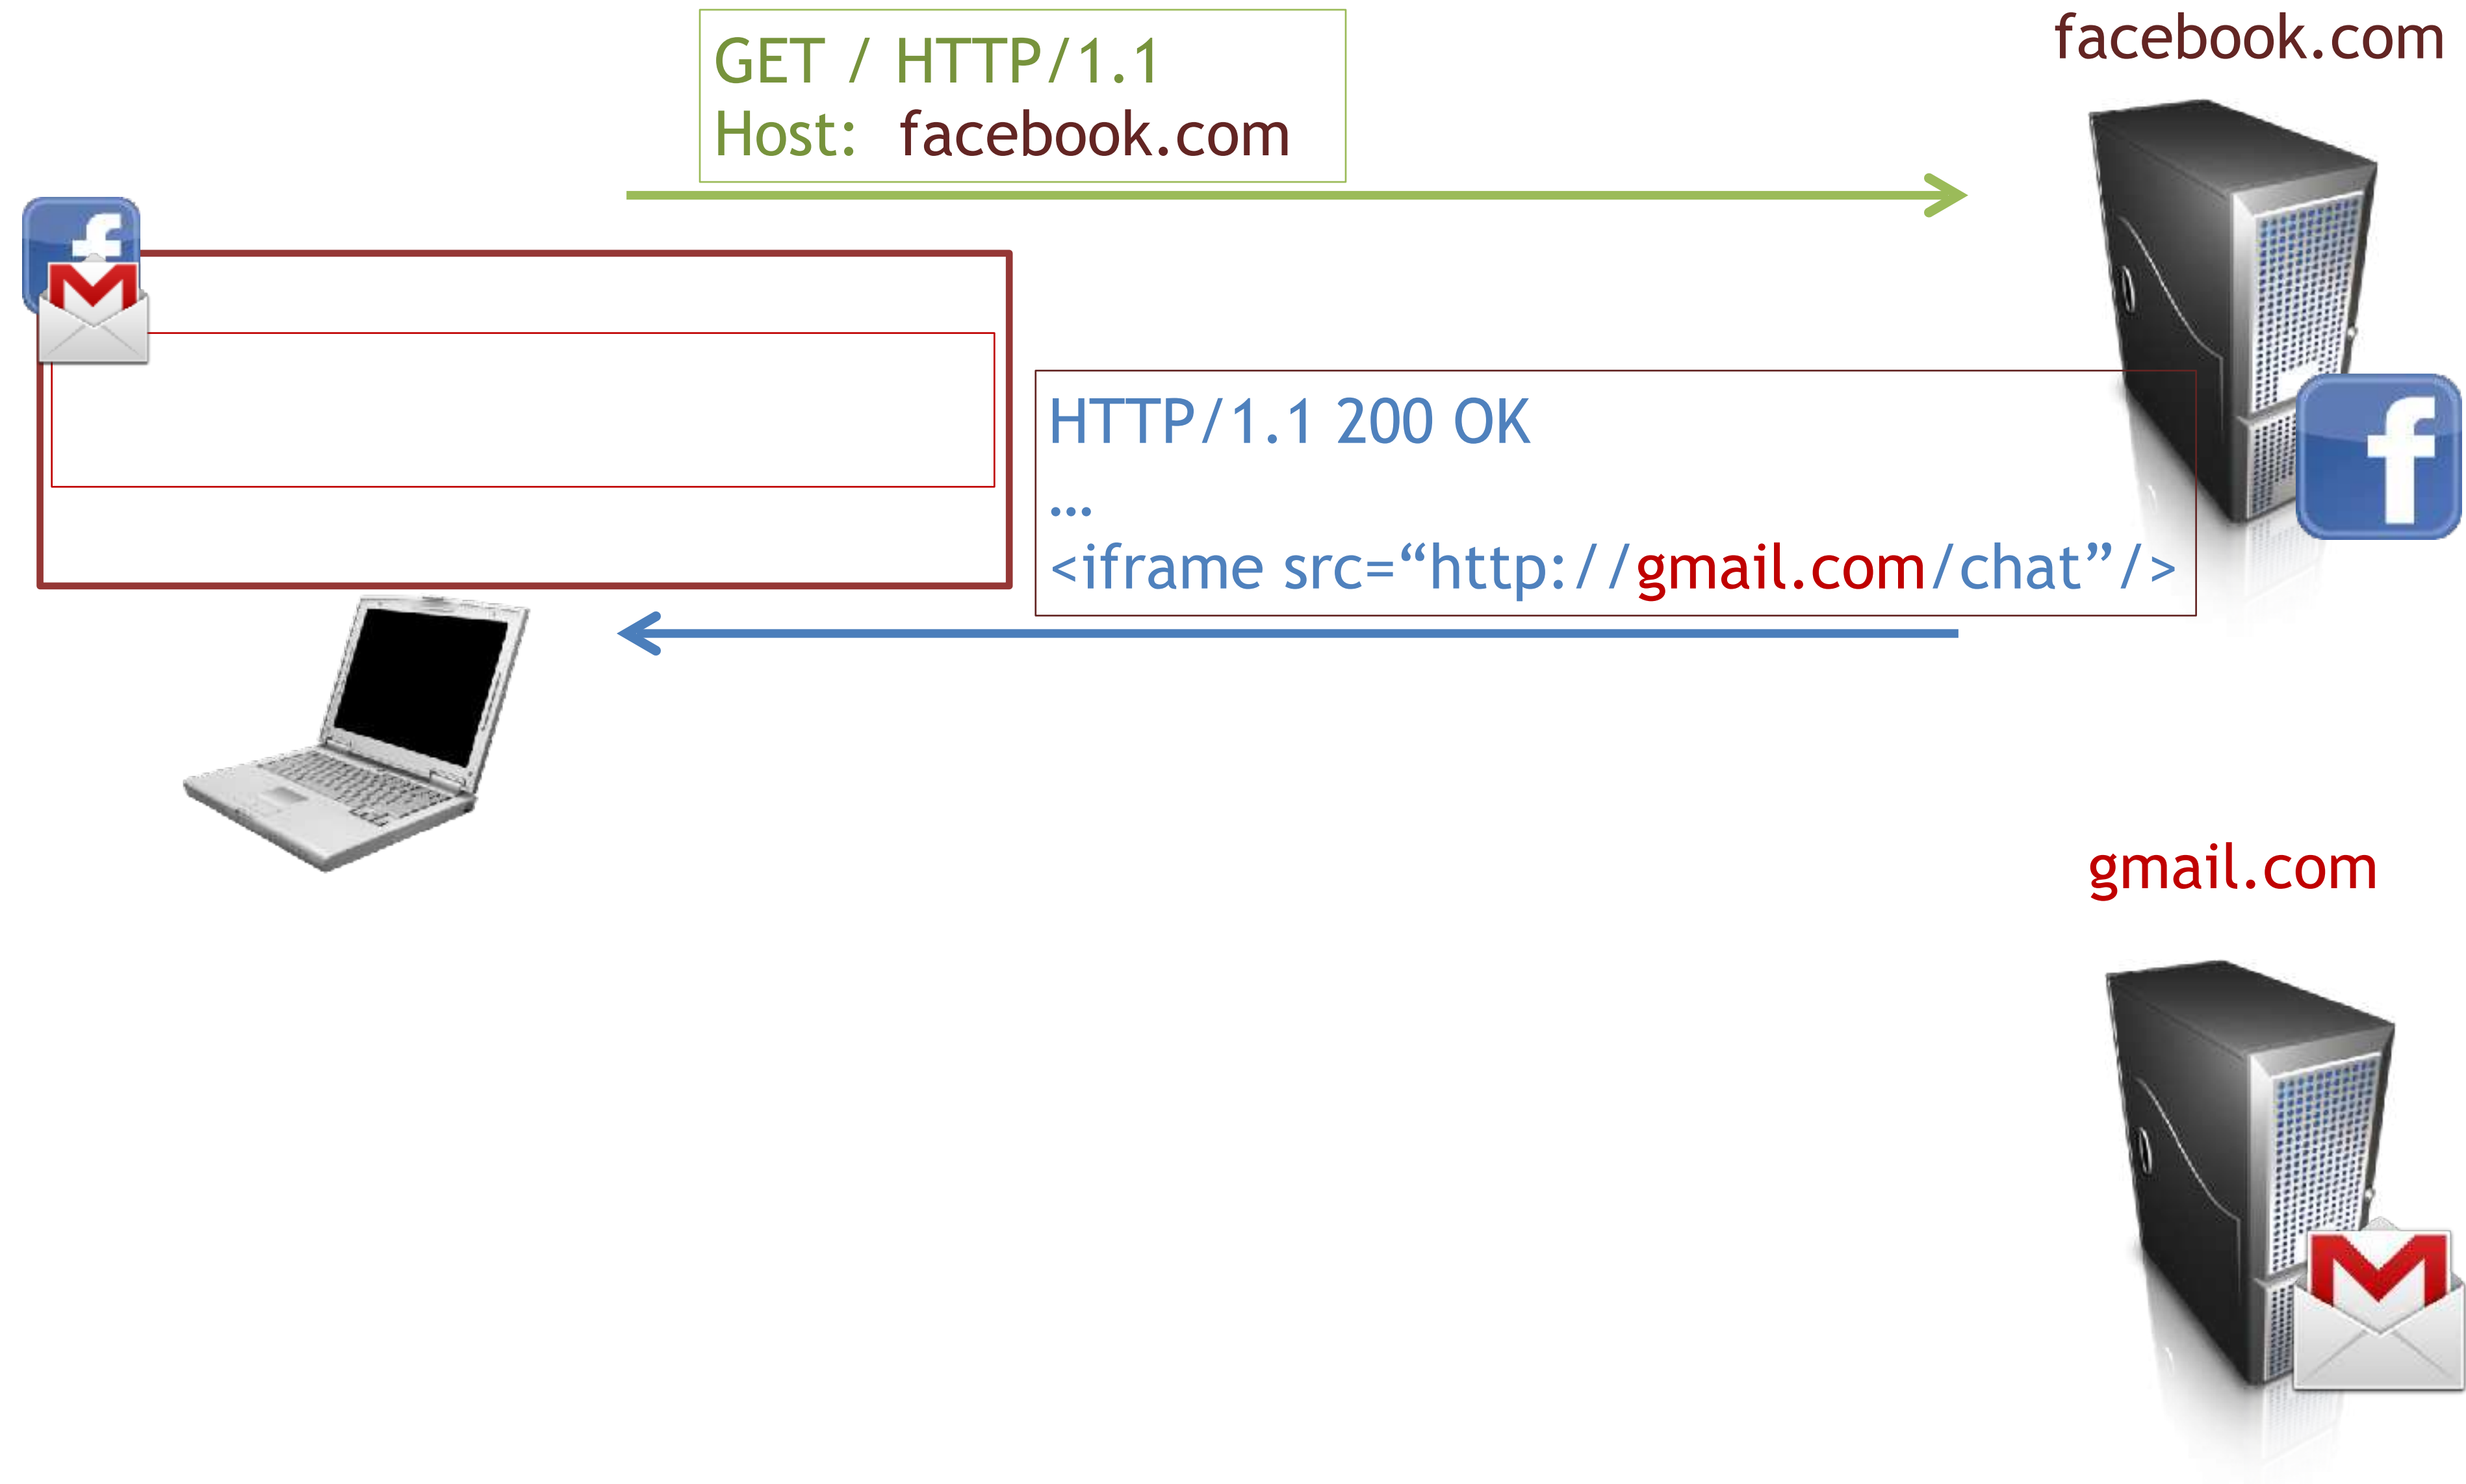 facebook.com
GET / HTTP/1.1
Host: facebook.com
HTTP/1.1 200 OK
…
<iframe src=“http://gmail.com/chat”/>
gmail.com